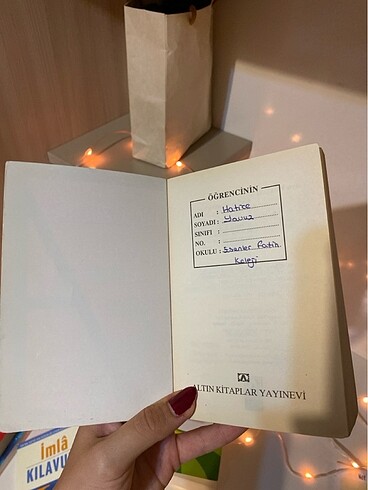 ÖĞRENCİNİN
ADI : Hatice
SOYADI : Yavuz
SINIFI :
NO. :
OKULU : Esenler Fatih
Koleji
ALTIN KİTAPLAR YAYINEVİ
İmlâ
KILAVU